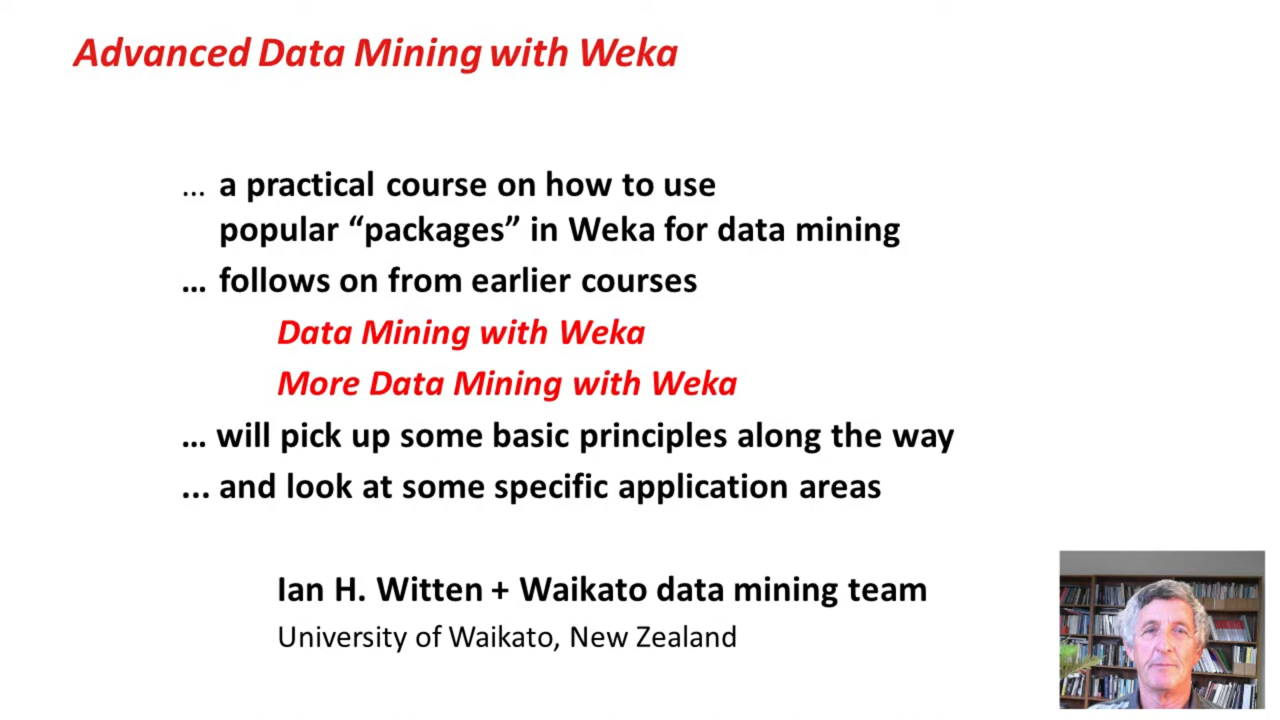 Advanced Data Mining with Weka
... a practical course on how to use
popular “packages” in Weka for data mining
... follows on from earlier courses
Data Mining with Weka
More Data Mining with Weka
... will pick up some basic principles along the way
... and look at some specific application areas
Ian H. Witten + Waikato data mining team
University of Waikato, New Zealand